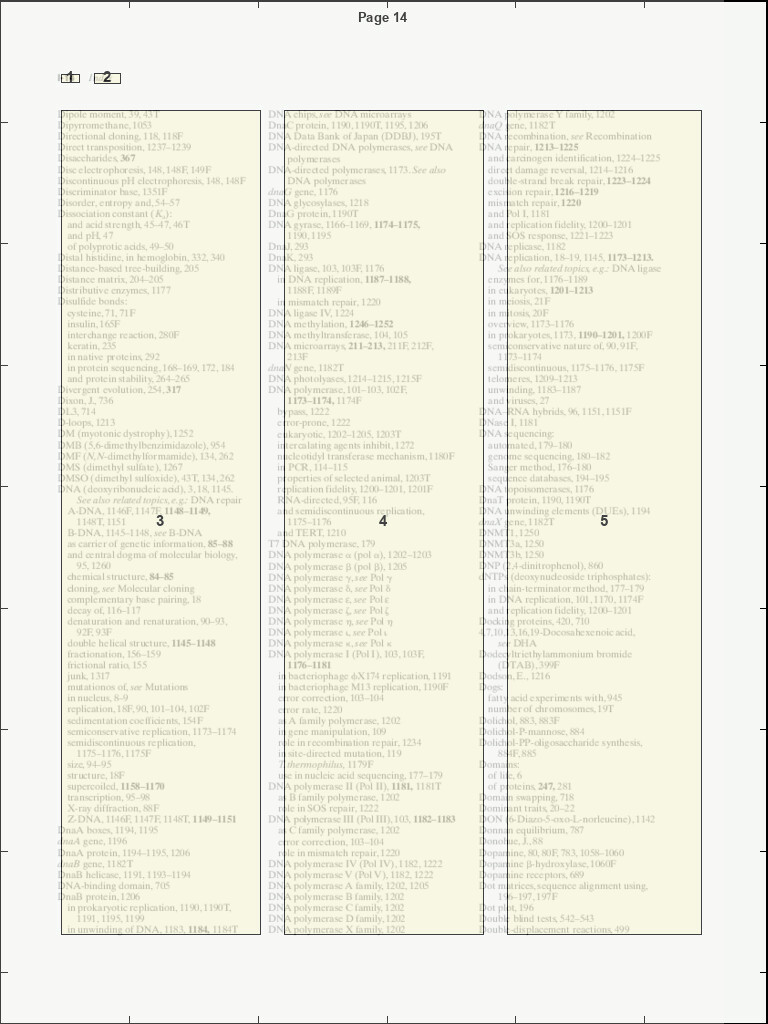 Page 14
1 2
Dipole moment, 39, 43T
Dipyrromethane, 1053
Directional cloning, 118, 118F
Direct transposition, 1237–1239
Disaccharides, 367
Disc electrophoresis, 148, 148F, 149F
Discontinuous pH electrophoresis, 148, 148F
Discriminator base, 1351F
Disorder, entropy and, 54–57
Dissociation constant (Ka):
and acid strength, 45–47, 46T
and pH, 47
of polyprotic acids, 49–50
Distal histidine, in hemoglobin, 332, 340
Distance-based tree-building, 205
Distance matrix, 204–205
Distributive enzymes, 1177
Disulfide bonds:
cysteine, 71, 71F
insulin, 165F
interchange reaction, 280F
keratin, 235
in native proteins, 292
in protein sequencing, 168–169, 172, 184
and protein stability, 264–265
Divergent evolution, 254, 317
Dixon, J., 736
DL3, 714
D-loops, 1213
DM (myotonic dystrophy), 1252
DMB (5,6-dimethylbenzimidazole), 954
DMF (N,N-dimethylformamide), 134, 262
DMS (dimethyl sulfate), 1267
DMSO (dimethyl sulfoxide), 43T, 134, 262
DNA (deoxyribonucleic acid), 3, 18, 1145.
See also related topics, e.g.: DNA repair
A-DNA, 1146F, 1147F, 1148–1149,
1148T, 1151
3
B-DNA, 1145–1148, see B-DNA
as carrier of genetic information, 85–88
and central dogma of molecular biology,
95, 1260
chemical structure, 84–85
cloning, see Molecular cloning
complementary base pairing, 18
decay of, 116–117
denaturation and renaturation, 90–93,
92F, 93F
double helical structure, 1145–1148
fractionation, 156–159
frictional ratio, 155
junk, 1317
mutations of, see Mutations
in nucleus, 8–9
replication, 18F, 90, 101–104, 102F
sedimentation coefficients, 154F
semiconservative replication, 1173–1174
semidiscontinuous replication,
1175–1176, 1175F
size, 94–95
structure, 18F
supercoiled, 1158–1170
transcription, 95–98
X-ray diffraction, 88F
Z-DNA, 1146F, 1147F, 1148T, 1149–1151
DnaA boxes, 1194, 1195
dnaA gene, 1196
DnaA protein, 1194–1195, 1206
dnaB gene, 1182T
DnaB helicase, 1191, 1193–1194
DNA-binding domain, 705
DnaB protein, 1206
in prokaryotic replication, 1190, 1190T,
1191, 1195, 1199
in unwinding of DNA, 1183, 1184, 1184T
DNA chips, see DNA microarrays
DnaC protein, 1190, 1190T, 1195, 1206
DNA Data Bank of Japan (DDBJ), 195T
DNA-directed DNA polymerases, see DNA
polymerases
DNA-directed polymerases, 1173. See also
DNA polymerases
dnaG gene, 1176
DNA glycosylases, 1218
DnaG protein, 1190T
DNA gyrase, 1166–1169, 1174–1175,
1190, 1195
DnaJ, 293
DnaK, 293
DNA ligase, 103, 103F, 1176
in DNA replication, 1187–1188,
1188F, 1189F
in mismatch repair, 1220
DNA ligase IV, 1224
DNA methylation, 1246–1252
DNA methyltransferase, 104, 105
DNA microarrays, 211–213, 211F, 212F,
213F
dnaN gene, 1182T
DNA photolyases, 1214–1215, 1215F
DNA polymerase, 101–103, 102F,
1173–1174, 1174F
bypass, 1222
error-prone, 1222
eukaryotic, 1202–1205, 1203T
intercalating agents inhibit, 1272
nucleotidyl transferase mechanism, 1180F
in PCR, 114–115
properties of selected animal, 1203T
replication fidelity, 1200–1201, 1201F
RNA-directed, 95F, 116
and semidiscontinuous replication,
1175–1176
4
and TERT, 1210
T7 DNA polymerase, 179
DNA polymerase α (pol α), 1202–1203
DNA polymerase β (pol β), 1205
DNA polymerase γ, see Pol γ
DNA polymerase δ, see Pol δ
DNA polymerase ε, see Pol ε
DNA polymerase ζ, see Pol ζ
DNA polymerase η, see Pol η
DNA polymerase ι, see Pol ι
DNA polymerase κ, see Pol κ
DNA polymerase I (Pol I), 103, 103F,
1176–1181
in bacteriophage ϕX174 replication, 1191
in bacteriophage M13 replication, 1190F
error correction, 103–104
error rate, 1220
as A family polymerase, 1202
in gene manipulation, 109
role in recombination repair, 1234
in site-directed mutation, 119
T. thermophilus, 1179F
use in nucleic acid sequencing, 177–179
DNA polymerase II (Pol II), 1181, 1181T
as B family polymerase, 1202
role in SOS repair, 1222
DNA polymerase III (Pol III), 103, 1182–1183
as C family polymerase, 1202
error correction, 103–104
role in mismatch repair, 1220
DNA polymerase IV (Pol IV), 1182, 1222
DNA polymerase V (Pol V), 1182, 1222
DNA polymerase A family, 1202, 1205
DNA polymerase B family, 1202
DNA polymerase C family, 1202
DNA polymerase D family, 1202
DNA polymerase X family, 1202
DNA polymerase Y family, 1202
dnaQ gene, 1182T
DNA recombination, see Recombination
DNA repair, 1213–1225
and carcinogen identification, 1224–1225
direct damage reversal, 1214–1216
double-strand break repair, 1223–1224
excision repair, 1216–1219
mismatch repair, 1220
and Pol I, 1181
and replication fidelity, 1200–1201
and SOS response, 1221–1223
DNA replicase, 1182
DNA replication, 18–19, 1145, 1173–1213.
See also related topics, e.g.: DNA ligase
enzymes for, 1176–1189
in eukaryotes, 1201–1213
in meiosis, 21F
in mitosis, 20F
overview, 1173–1176
in prokaryotes, 1173, 1190–1201, 1200F
semiconservative nature of, 90, 91F,
1173–1174
semidiscontinuous, 1175–1176, 1175F
telomeres, 1209–1213
unwinding, 1183–1187
and viruses, 27
DNA–RNA hybrids, 96, 1151, 1151F
DNase I, 1181
DNA sequencing:
automated, 179–180
genome sequencing, 180–182
Sanger method, 176–180
sequence databases, 194–195
DNA topoisomerases, 1176
DnaT protein, 1190, 1190T
DNA unwinding elements (DUEs), 1194
dnaX gene, 1182T
5
DNMT1, 1250
DNMT3a, 1250
DNMT3b, 1250
DNP (2,4-dinitrophenol), 860
dNTPs (deoxynucleoside triphosphates):
in chain-terminator method, 177–179
in DNA replication, 101, 1170, 1174F
and replication fidelity, 1200–1201
Docking proteins, 420, 710
4,7,10,13,16,19-Docosahexenoic acid,
see DHA
Dodecyltriethylammonium bromide
(DTAB), 399F
Dodson, E., 1216
Dogs:
fatty acid experiments with, 945
number of chromosomes, 19T
Dolichol, 883, 883F
Dolichol-P-mannose, 884
Dolichol-PP-oligosaccharide synthesis,
884F, 885
Domains:
of life, 6
of proteins, 247, 281
Domain swapping, 718
Dominant traits, 20–22
DON (6-Diazo-5-oxo-L-norleucine), 1142
Donnan equilibrium, 787
Donohue, J., 88
Dopamine, 80, 80F, 783, 1058–1060
Dopamine β-hydroxylase, 1060F
Dopamine receptors, 689
Dot matrices, sequence alignment using,
196–197, 197F
Dot plot, 196
Double blind tests, 542–543
Double-displacement reactions, 499